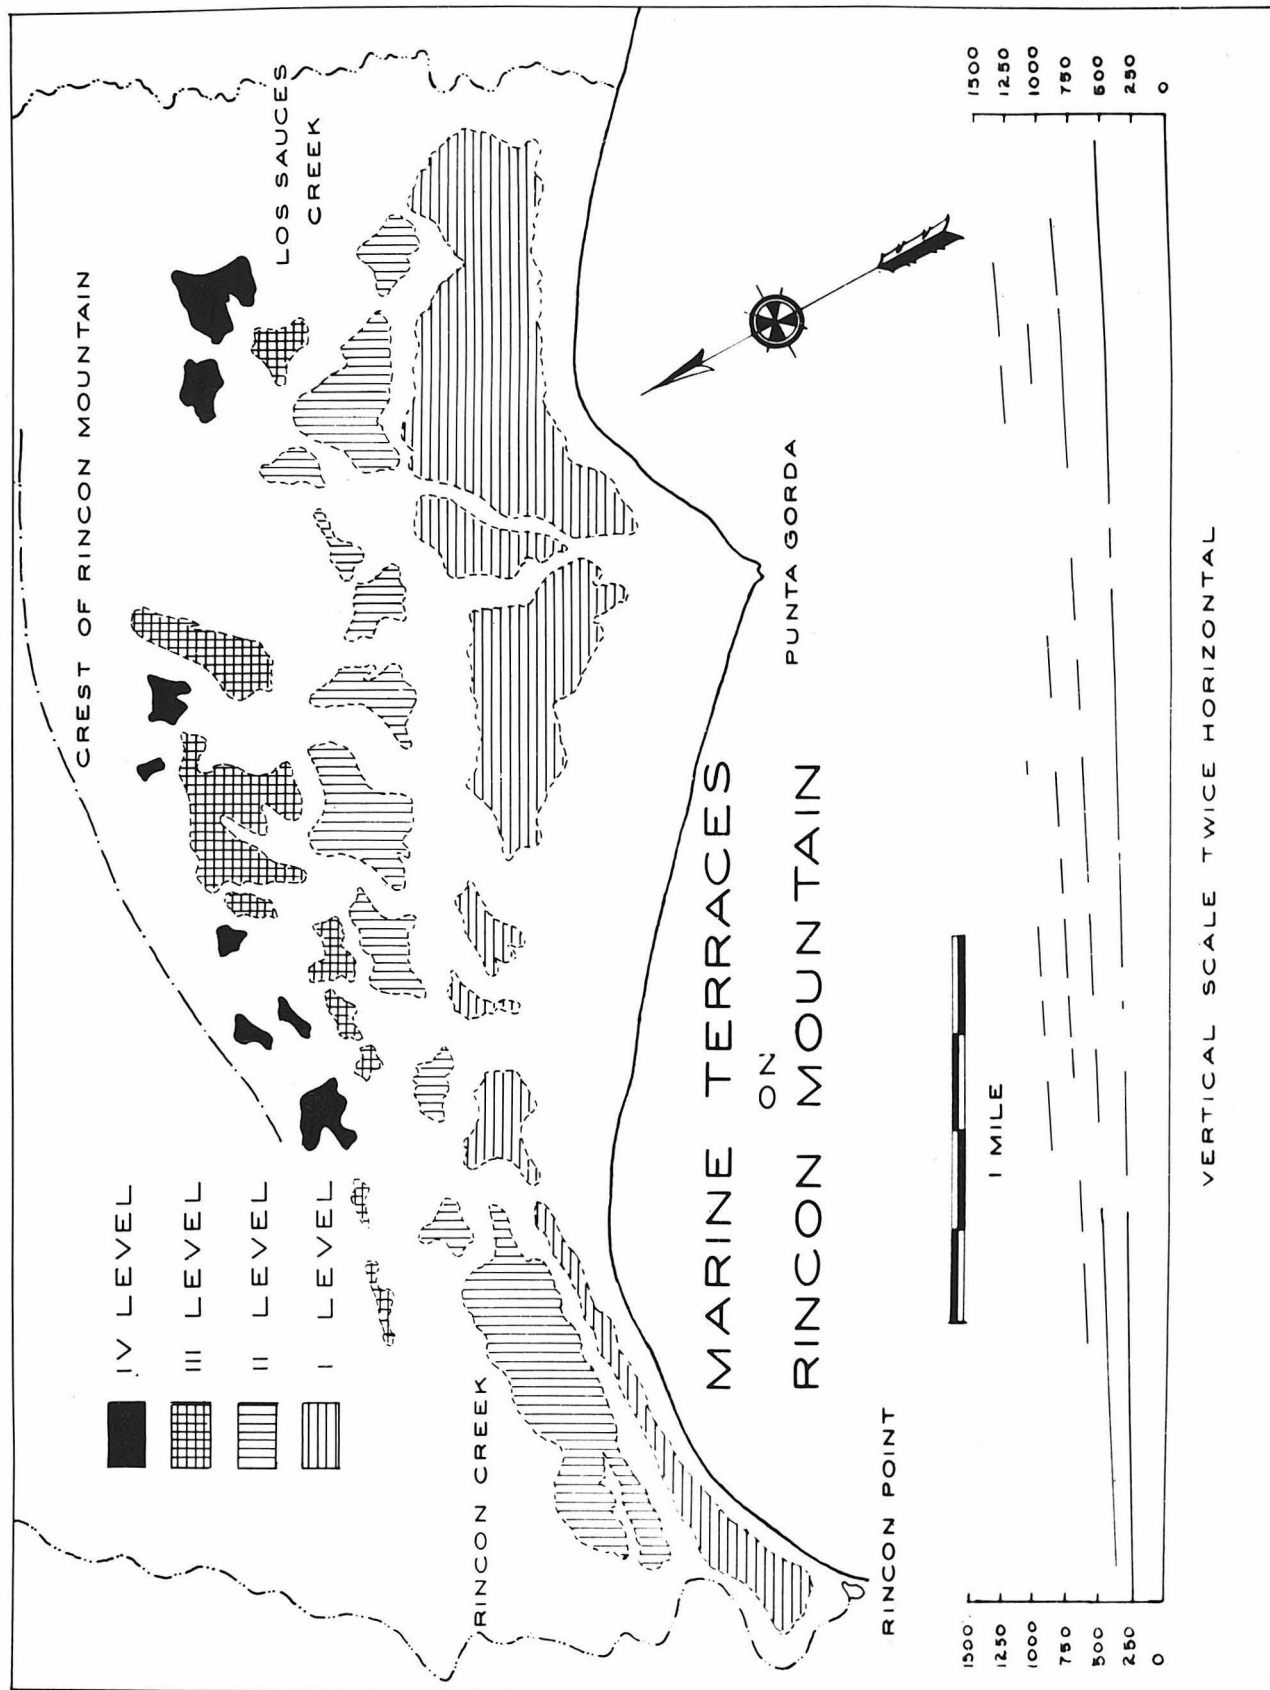 IV LEVEL
III LEVEL
II LEVEL
I LEVEL
CREST OF RINCON MOUNTAIN
LOS SAUCES
CREEK
RINCON CREEK
MARINE TERRACES
ON
RINCON MOUNTAIN
PUNTA GORDA
RINCON POINT
1 MILE
1500
1250
1000
750
500
250
0
1500
1250
1000
750
500
250
0
VERTICAL SCALE TWICE HORIZONTAL